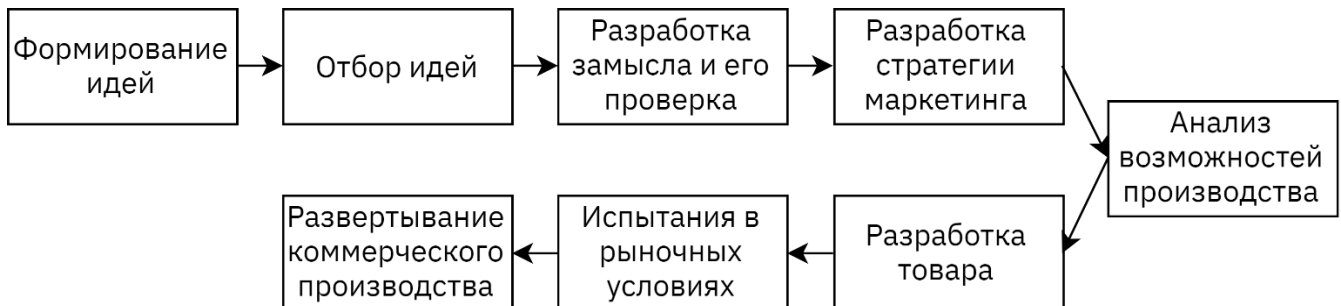 Формирование
идей
Отбор идей
Разработка
замысла и его
проверка
Разработка
стратегии
маркетинга
Анализ
возможностей
производства
Разработка
товара
Испытания в
рыночных
условиях
Развертывание
коммерческого
производства